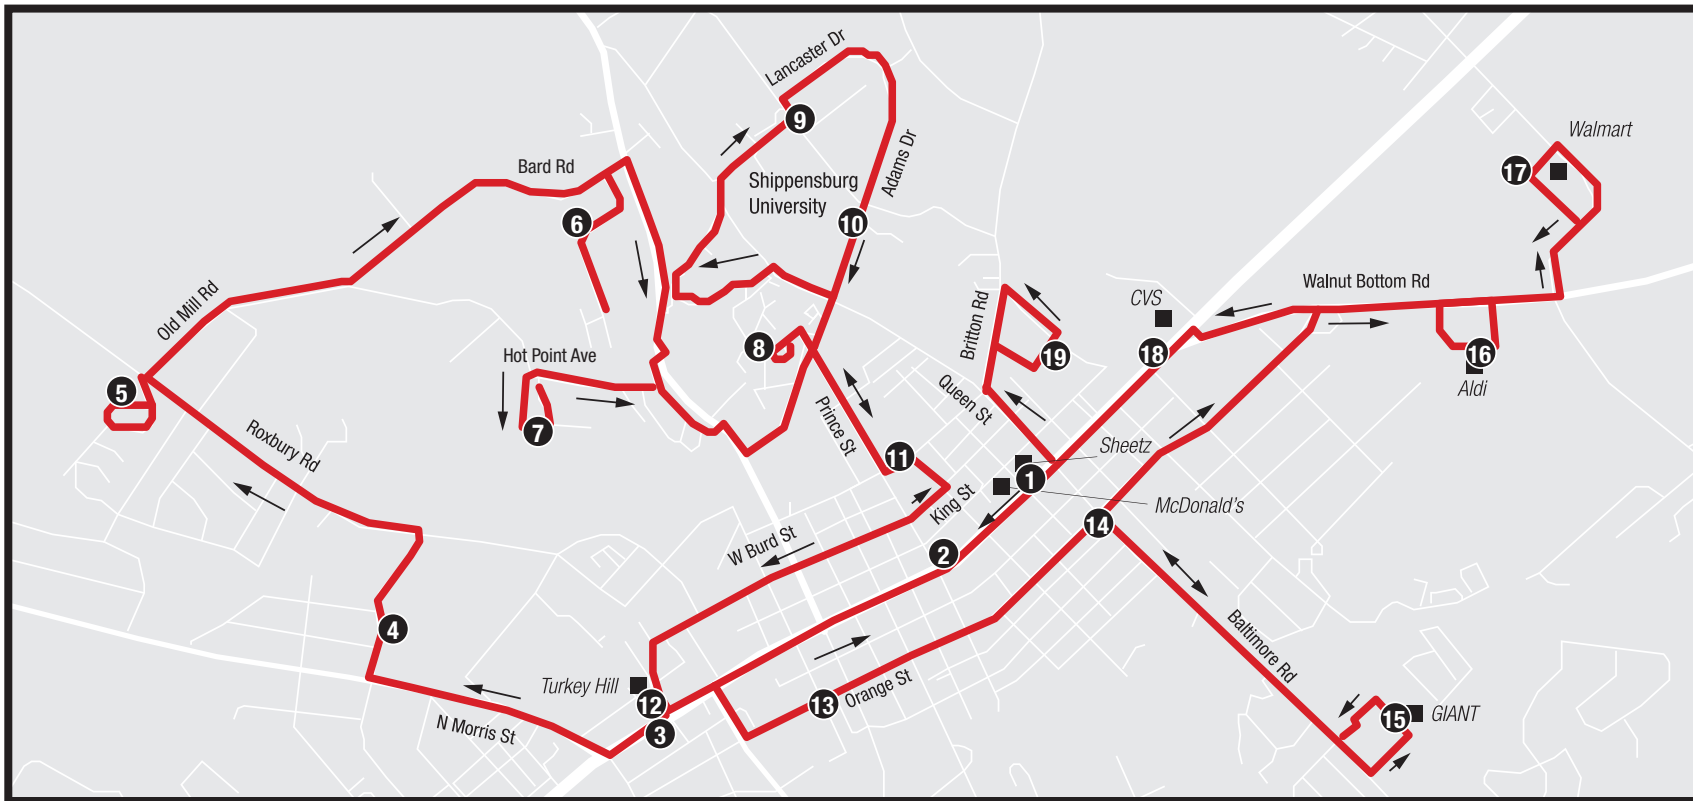 Lancaster Dr
9
Adams Dr
Walmart
17
Bard Rd
Shippensburg
University
6
10
Walnut Bottom Rd
CVS
Old Mill Rd
Britton Rd
18
19
16
Aldi
8
Hot Point Ave
5
7
Queen St
Prince St
Roxbury Rd
11
Sheetz
1
King St
McDonald's
14
W Burd St
2
4
Baltimore Rd
Turkey Hill
12
13
Orange St
3
N Morris St
15
GIANT